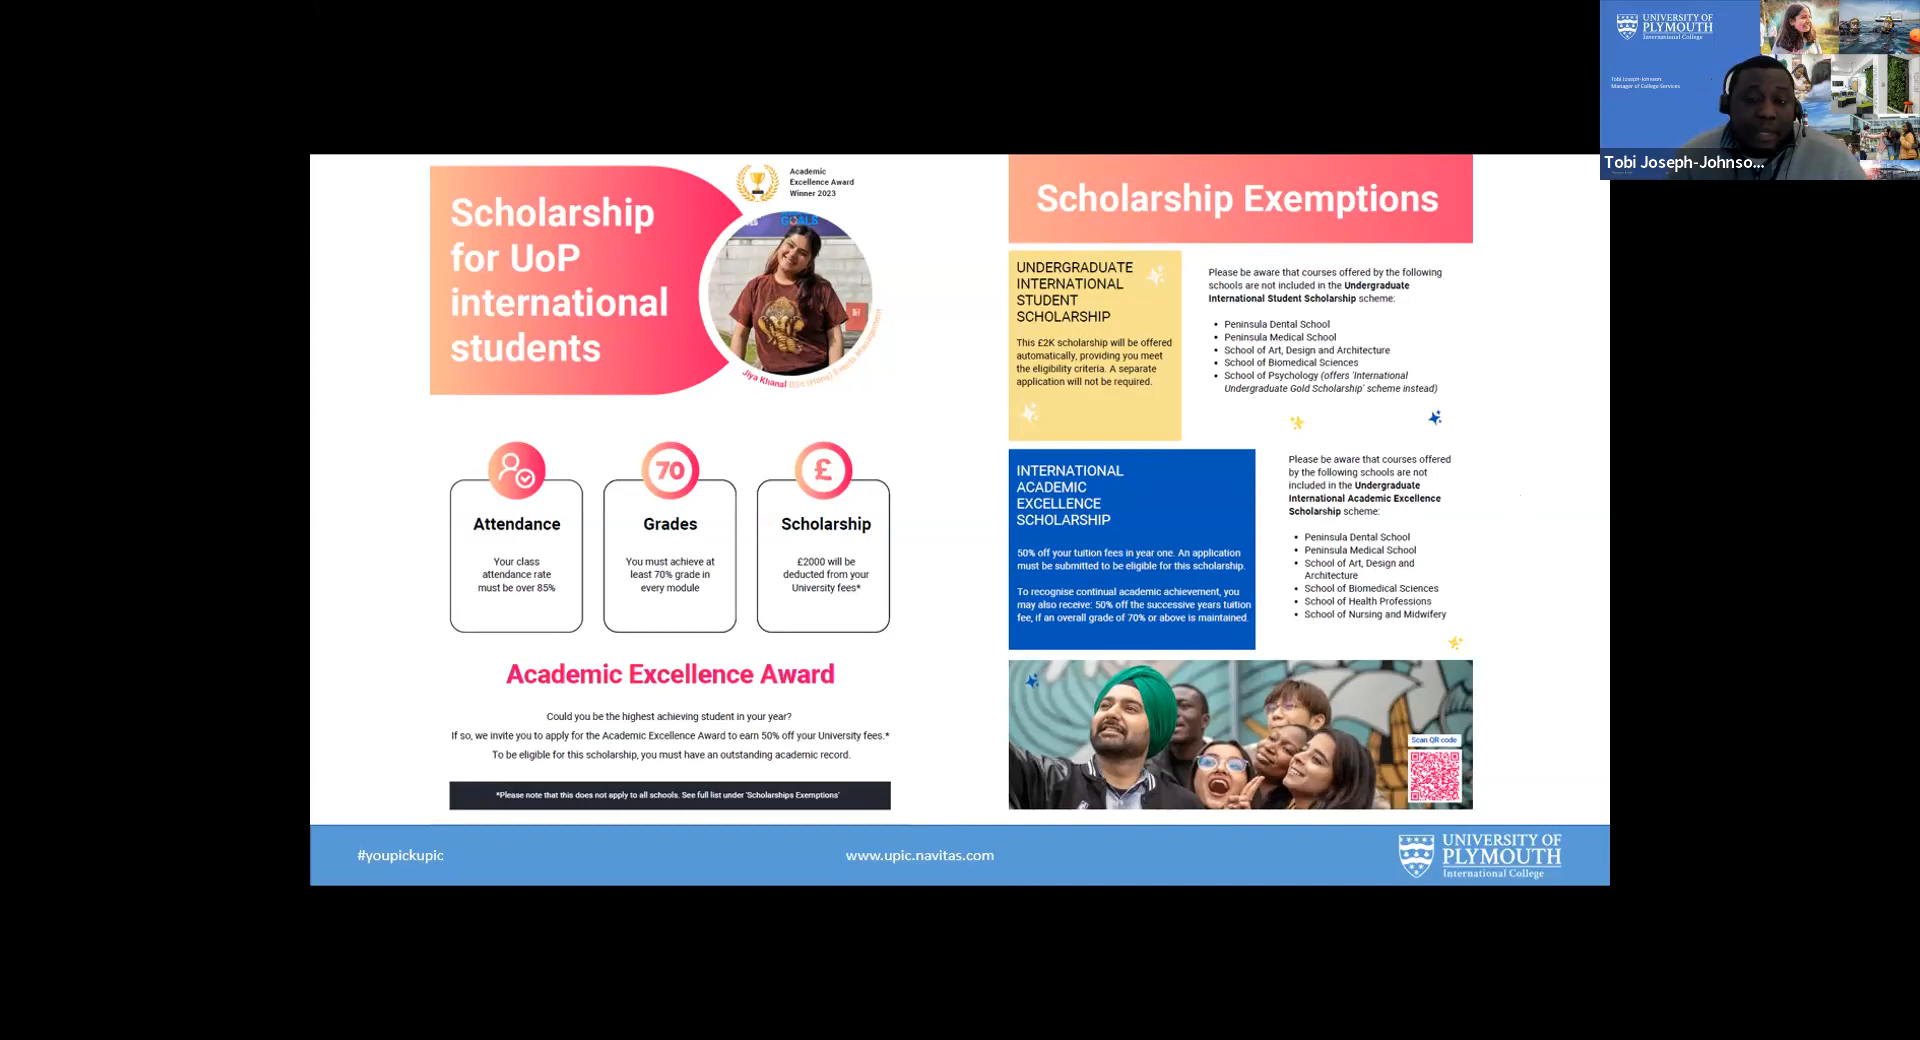 UNIVERSITY OF
PLYMOUTH
International College
Tobi Joseph-Johnson
Manager of College Services
Tobi Joseph-Johnso...
Scholarship
for UoP
international
students
Academic
Excellence Award
Winner 2023
GOALS
Jiya Khanal BSc (Hons) Events Management
Attendance
Your class
attendance rate
must be over 85%
70
Grades
You must achieve at
least 70% grade in
every module
£
Scholarship
£2000 will be
deducted from your
University fees*
Academic Excellence Award
Could you be the highest achieving student in your year?
If so, we invite you to apply for the Academic Excellence Award to earn 50% off your University fees.*
To be eligible for this scholarship, you must have an outstanding academic record.
*Please note that this does not apply to all schools. See full list under 'Scholarships Exemptions'
Scholarship Exemptions
UNDERGRADUATE
INTERNATIONAL
STUDENT
SCHOLARSHIP
This £2K scholarship will be offered
automatically, providing you meet
the eligibility criteria. A separate
application will not be required.
Please be aware that courses offered by the following
schools are not included in the Undergraduate
International Student Scholarship scheme:
• Peninsula Dental School
• Peninsula Medical School
• School of Art, Design and Architecture
• School of Biomedical Sciences
• School of Psychology (offers 'International
Undergraduate Gold Scholarship' scheme instead)
INTERNATIONAL
ACADEMIC
EXCELLENCE
SCHOLARSHIP
50% off your tuition fees in year one. An application
must be submitted to be eligible for this scholarship.
To recognise continual academic achievement, you
may also receive: 50% off the successive years tuition
fee, if an overall grade of 70% or above is maintained.
Please be aware that courses offered
by the following schools are not
included in the Undergraduate
International Academic Excellence
Scholarship scheme:
• Peninsula Dental School
• Peninsula Medical School
• School of Art, Design and
Architecture
• School of Biomedical Sciences
• School of Health Professions
• School of Nursing and Midwifery
Scan QR code
#youpickupic
www.upic.navitas.com
UNIVERSITY OF
PLYMOUTH
International College